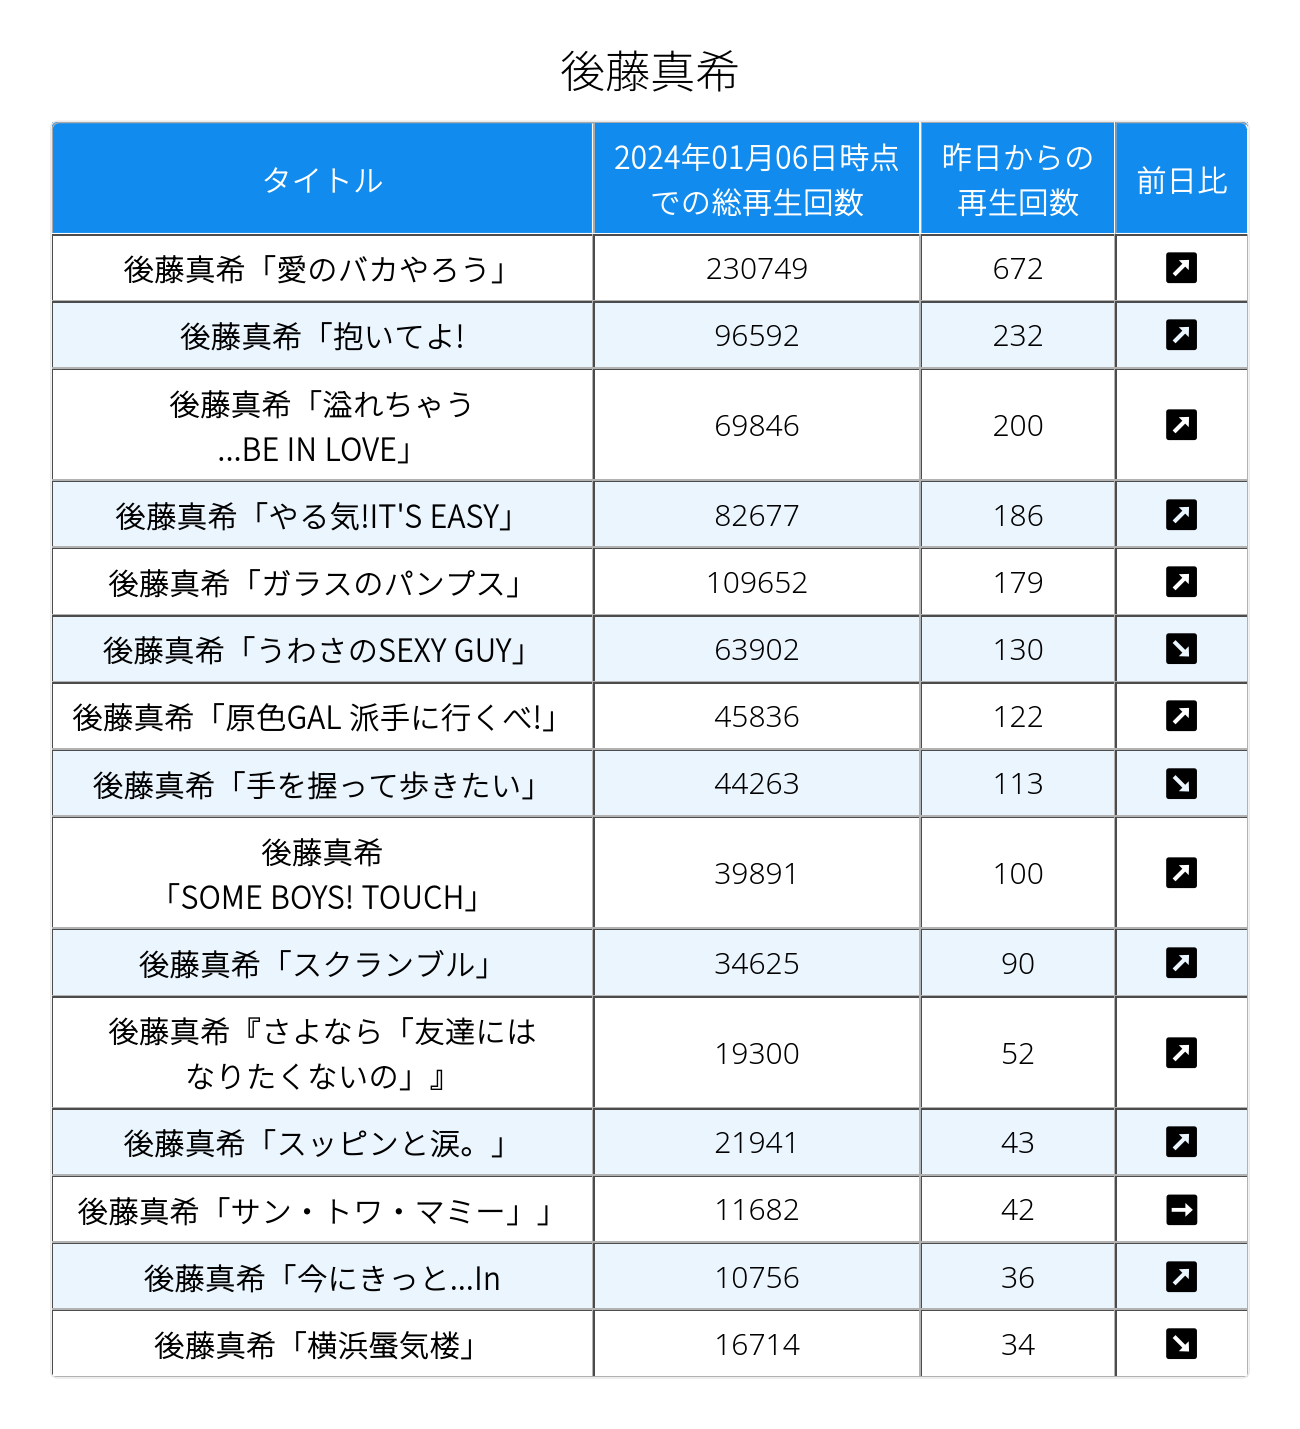 後藤真希
タイトル
2024年01月06日時点
での総再生回数
昨日からの
再生回数
前日比
後藤真希「愛のバカやろう」
230749
672
後藤真希「抱いてよ!
96592
232
後藤真希「溢れちゃう
...BE IN LOVE」
69846
200
後藤真希「やる気!IT'S EASY」
82677
186
後藤真希「ガラスのパンプス」
109652
179
後藤真希「うわさのSEXY GUY」
63902
130
後藤真希「原色GAL 派手に行くべ!」
45836
122
後藤真希「手を握って歩きたい」
44263
113
後藤真希
「SOME BOYS! TOUCH」
39891
100
後藤真希「スクランブル」
34625
90
後藤真希『さよなら「友達には
なりたくないの」』
19300
52
後藤真希「スッピンと涙。」
21941
43
後藤真希「サン・トワ・マミー」」
11682
42
後藤真希「今にきっと...In
10756
36
後藤真希「横浜蜃気楼」
16714
34